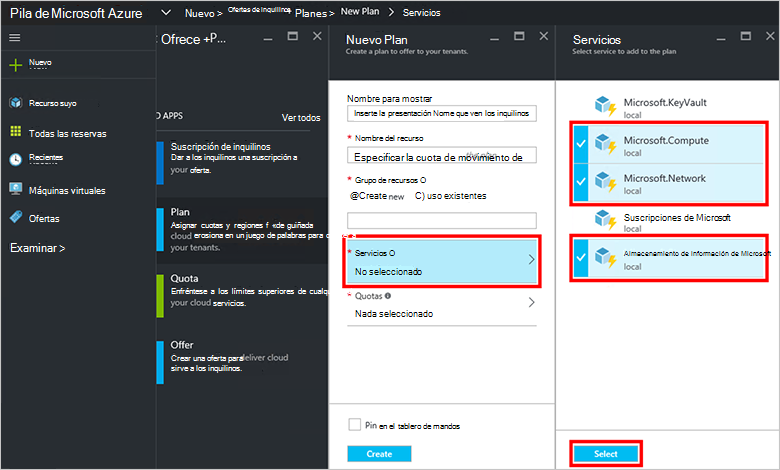 Pila de Microsoft Azure
Nuevo > Ofertas de Inquilinos Planes > New Plan > Servicios
Nuevo
Recurso suyo
Todas las reservas
Recientes
Máquinas virtuales
Ofertas
Examinar >
Ofrece +P...
D APPS
Ver todos
Suscripción de inquilinos
Dar a los inquilinos una suscripción a
your oferta.
Plan
Asignar cuotas y regiones f «de guiñada
cloud erosiona en un juego de palabras para
your tenants.
Quota
Enfréntese a los límites superiores de cualq
your cloud servicios.
Offer
Crear una oferta para deliver cloud
sirve a los inquilinos.
Nuevo Plan
Create a plan to offer to your tenants.
Nombre para mostrar
Inserte la presentación Nome que ven los inquilinos
* Nombre del recurso
Especificar la cuota de movimiento de
* Grupo de recursos O
@Create new C) uso existentes
* Servicios O
No seleccionado
* Quotas
Nada seleccionado
Pin en el tablero de mandos
Create
Servicios
Select service to add to the plan
Microsoft.KeyVault
local
Microsoft.Compute
local
Microsoft.Network
local
Suscripciones de Microsoft
local
Almacenamiento de información de Microsoft
local
Select